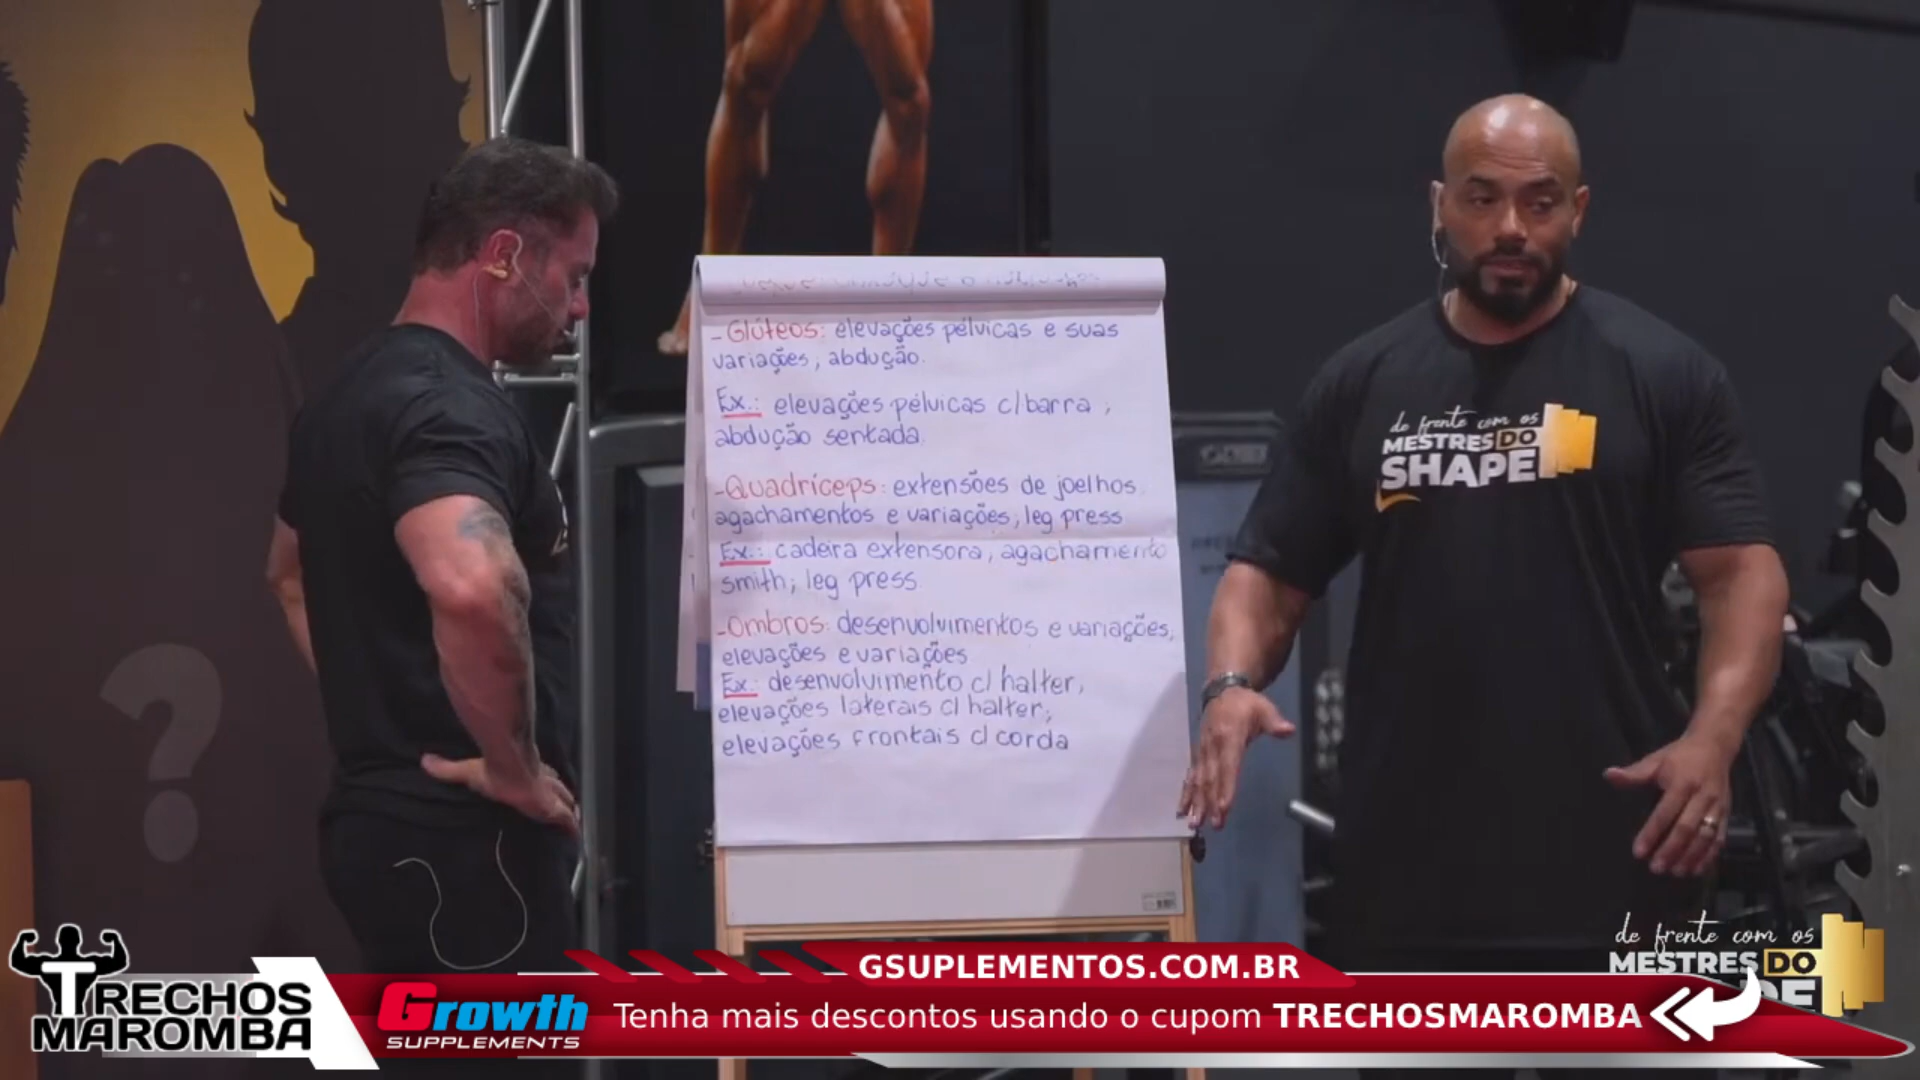 - Glúteos: elevações pélvicas e suas
variações, abdução.
Ex.: elevações pélvicas c/barra,
abdução sentada.
- Quadríceps: extensões de joelhos,
agachamentos e variações, leg press
Ex.: cadeira extensora, agachamento
smith, leg press.
- Ombros: desenvolvimentos e variações,
elevações e variações
Ex.: desenvolvimento c/ halter,
elevações laterais c/ halter,
elevações frontais c/ corda
de frente com os
MESTRES DO
SHAPE
?
de frente com os
MESTRES DO
TRECHOS
MAROMBA
GSUPLEMENTOS.COM.BR
Growth
SUPPLEMENTS
Tenha mais descontos usando o cupom TRECHOSMAROMBA